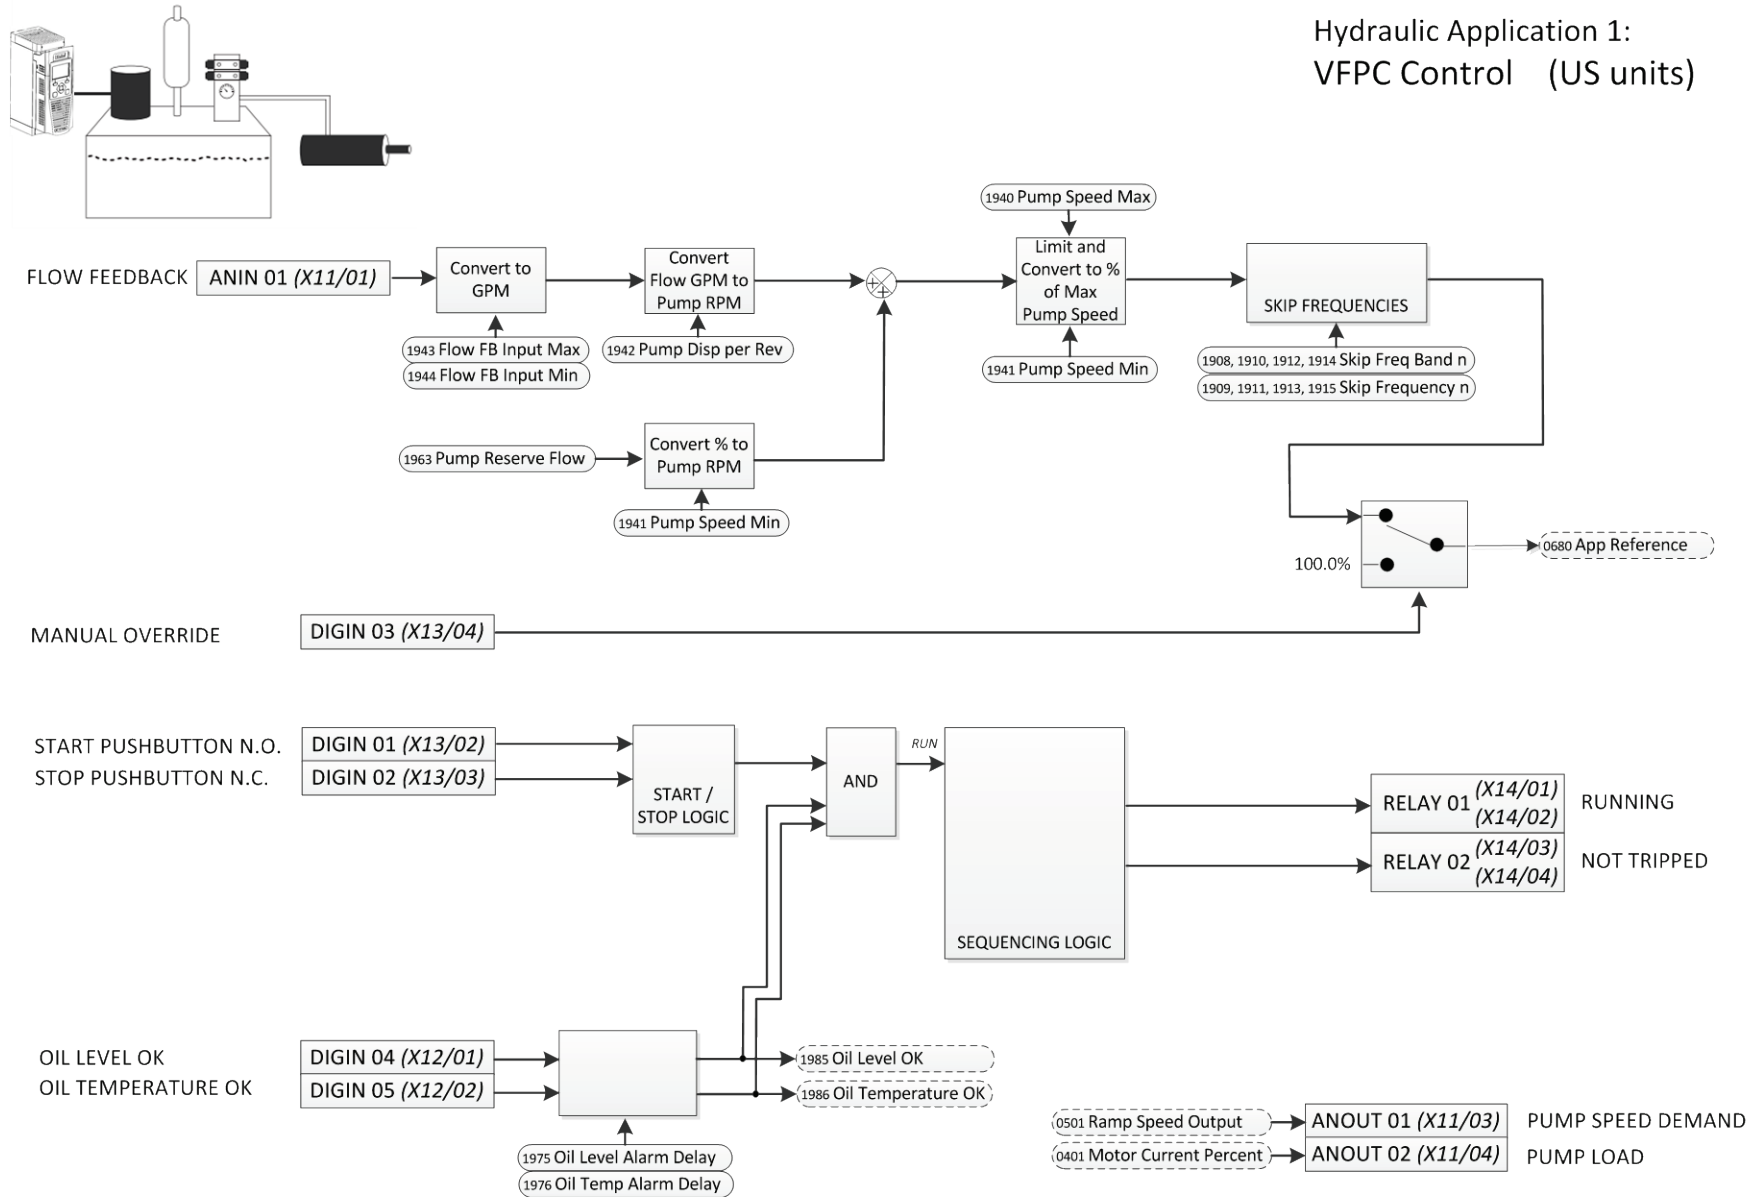 Hydraulic Application 1:
VFPC Control (US units)
1940 Pump Speed Max
FLOW FEEDBACK
ANIN 01 (X11/01)
Convert to
GPM
Convert
Flow GPM to
Pump RPM
+
+
Limit and
Convert to %
of Max
Pump Speed
SKIP FREQUENCIES
1943 Flow FB Input Max
1944 Flow FB Input Min
1942 Pump Disp per Rev
1941 Pump Speed Min
1908, 1910, 1912, 1914 Skip Freq Band n
1909, 1911, 1913, 1915 Skip Frequency n
1963 Pump Reserve Flow
Convert % to
Pump RPM
1941 Pump Speed Min
100.0%
0680 App Reference
MANUAL OVERRIDE
DIGIN 03 (X13/04)
START PUSHBUTTON N.O.
DIGIN 01 (X13/02)
STOP PUSHBUTTON N.C.
DIGIN 02 (X13/03)
START /
STOP LOGIC
AND
RUN
SEQUENCING LOGIC
RELAY 01 (X14/01)
(X14/02)
RUNNING
RELAY 02 (X14/03)
(X14/04)
NOT TRIPPED
OIL LEVEL OK
DIGIN 04 (X12/01)
OIL TEMPERATURE OK
DIGIN 05 (X12/02)
1985 Oil Level OK
1986 Oil Temperature OK
1975 Oil Level Alarm Delay
1976 Oil Temp Alarm Delay
0501 Ramp Speed Output
ANOUT 01 (X11/03)
PUMP SPEED DEMAND
0401 Motor Current Percent
ANOUT 02 (X11/04)
PUMP LOAD